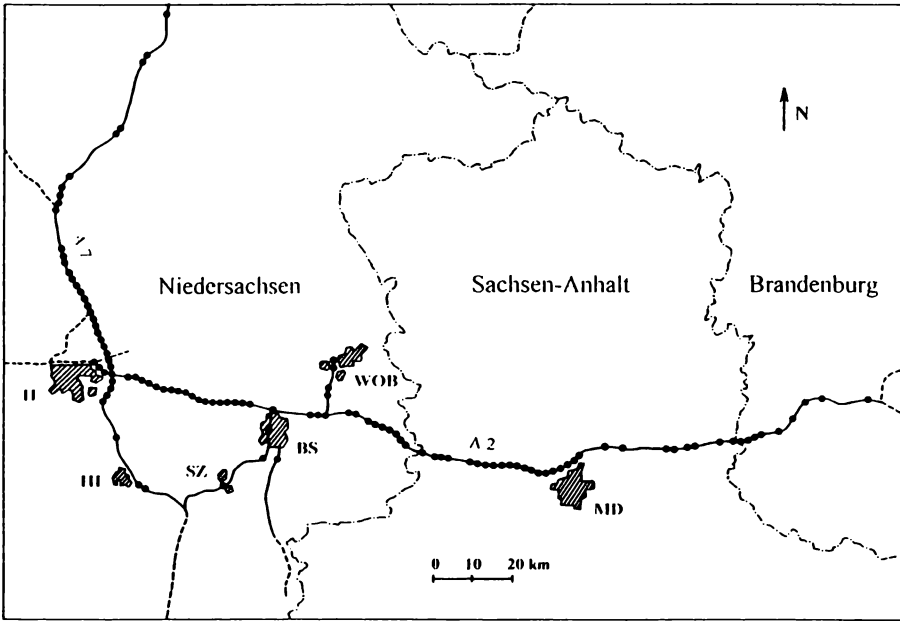 N
A 7
Niedersachsen
Sachsen-Anhalt
Brandenburg
H
WOB
BS
A 2
SZ
HI
MD
0 10 20 km